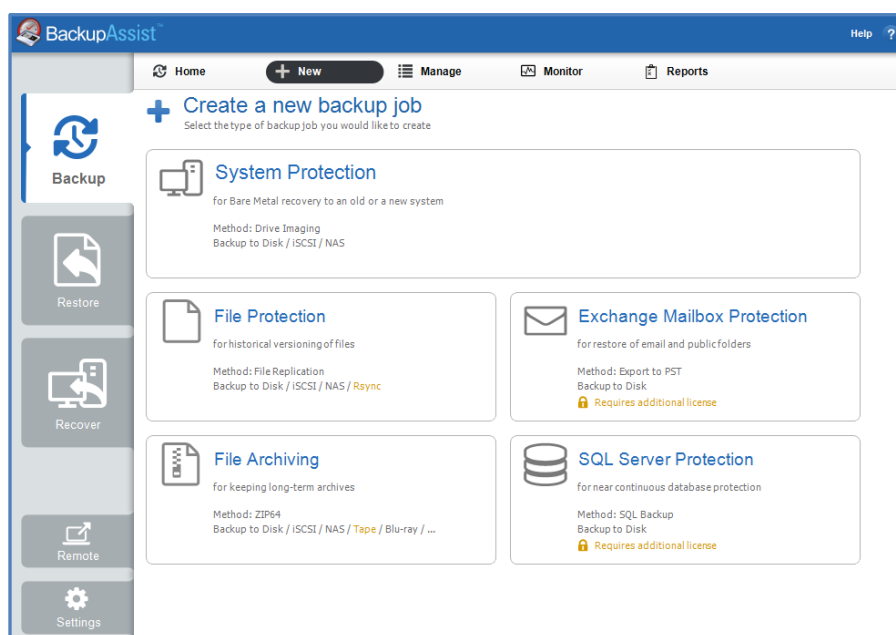 BackupAssist™
Help ?
Home
New
Manage
Monitor
Reports
Backup
Restore
Recover
Remote
Settings
Create a new backup job
Select the type of backup job you would like to create
System Protection
for Bare Metal recovery to an old or a new system
Method: Drive Imaging
Backup to Disk / iSCSI / NAS
File Protection
for historical versioning of files
Method: File Replication
Backup to Disk / iSCSI / NAS / Rsync
Exchange Mailbox Protection
for restore of email and public folders
Method: Export to PST
Backup to Disk
Requires additional license
File Archiving
for keeping long-term archives
Method: ZIP64
Backup to Disk / iSCSI / NAS / Tape / Blu-ray / ...
SQL Server Protection
for near continuous database protection
Method: SQL Backup
Backup to Disk
Requires additional license